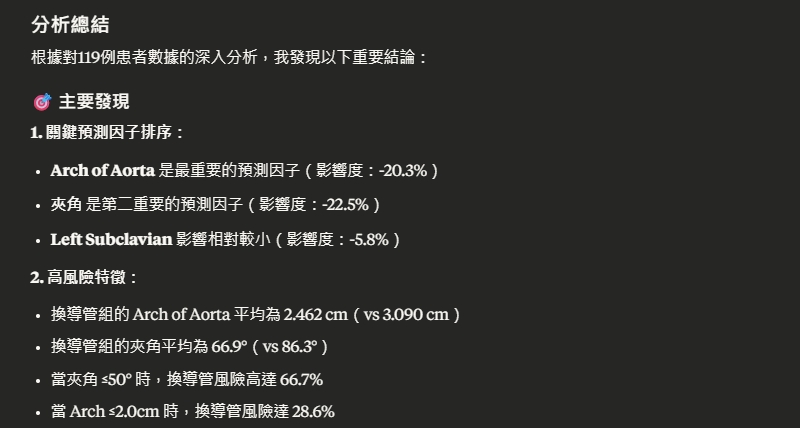 分析總結
根據對119例患者數據的深入分析，我發現以下重要結論：
🎯 主要發現
1. 關鍵預測因子排序：
• Arch of Aorta 是最重要的預測因子（影響度：-20.3%）
• 夾角 是第二重要的預測因子（影響度：-22.5%）
• Left Subclavian 影響相對較小（影響度：-5.8%）
2. 高風險特徵：
• 換導管組的 Arch of Aorta 平均為 2.462 cm（vs 3.090 cm）
• 換導管組的夾角平均為 66.9°（vs 86.3°）
• 當夾角 ≤50° 時，換導管風險高達 66.7%
• 當 Arch ≤2.0cm 時，換導管風險達 28.6%